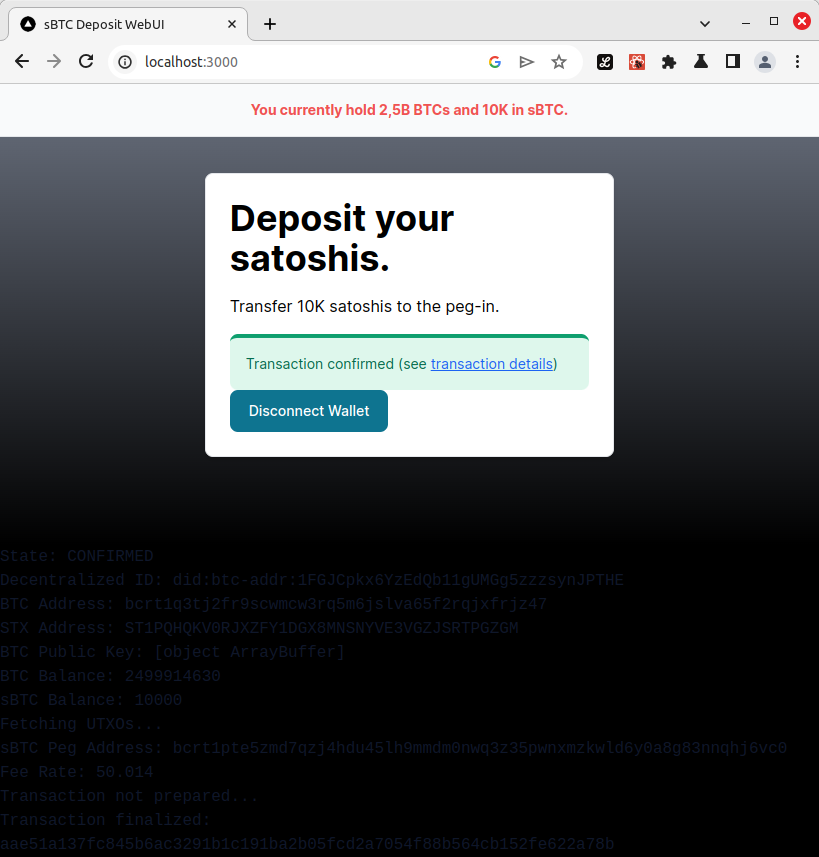 sBTC Deposit WebUI
localhost:3000
You currently hold 2,5B BTCs and 10K in sBTC.
Deposit your
satoshis.
Transfer 10K satoshis to the peg-in.
Transaction confirmed (see transaction details)
Disconnect Wallet
State: CONFIRMED
Decentralized ID: did:btc-addr:1FGJCpkx6YzEdQb11gUMGg5zzzsynJPTHE
BTC Address: bcrt1q3tj2fr9scwmcw3rq5m6jslva65f2rqjxfrjz47
STX Address: ST1PQHQKV0RJXZFY1DGX8MNSNYVE3VGZJSRTPGZGM
BTC Public Key: [object ArrayBuffer]
BTC Balance: 2499914630
sBTC Balance: 10000
Fetching UTXOs...
sBTC Peg Address: bcrt1pte5zmd7qzj4hdu45lh9mmdm0nwq3z35pwnxmzkwld6y0a8g83nnqhj6vc0
Fee Rate: 50.014
Transaction not prepared...
Transaction finalized:
aae51a137fc845b6ac3291b1c191ba2b05fcd2a7054f88b564cb152fe622a78b